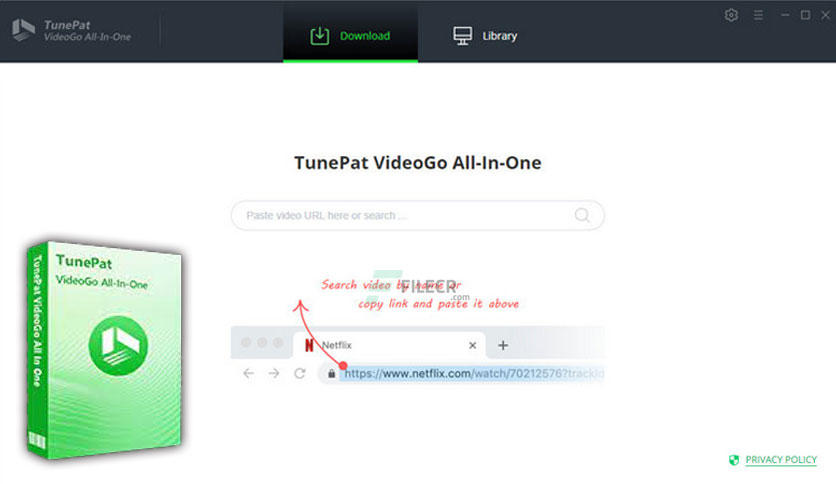 TunePat
VideoGo All-In-One
Download
Library
TunePat VideoGo All-In-One
Paste video URL here or search ...
TunePat
VideoGo All-In-One
TunePat VideoGo All In One
FILECR
.com
Search video by name or
copy link and paste it above
Netflix
https://www.netflix.com/watch/70212576?trackId
PRIVACY POLICY